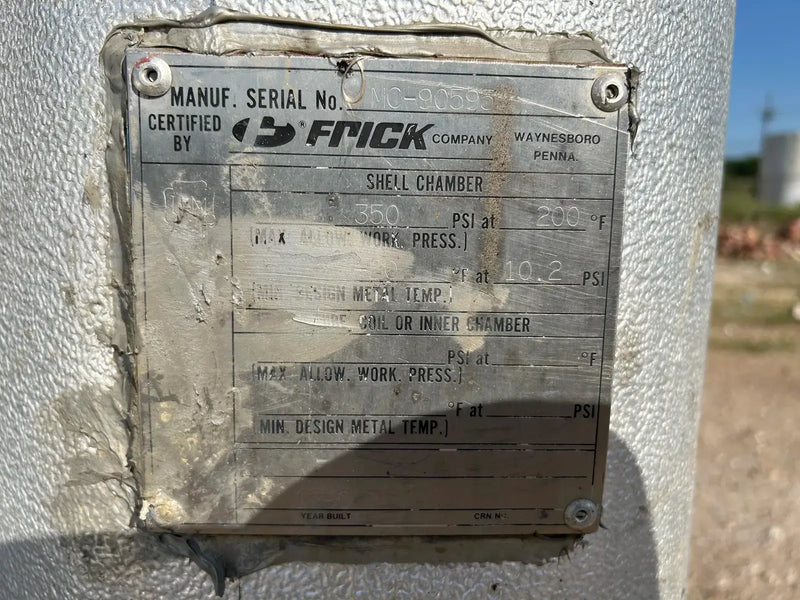 MANUF. SERIAL No.
CERTIFIED BY ® FRICK COMPANY WAYNESBORO PENNA.
SHELL CHAMBER
350 PSI at 200 °F
(MAX. ALLOW. WORK. PRESS.)
°F at 10.2 PSI
(MIN. DESIGN METAL TEMP.)
COIL OR INNER CHAMBER
PSI at °F
(MAX. ALLOW. WORK. PRESS.)
°F at PSI
MIN. DESIGN METAL TEMP.)
YEAR BUILT CRN No.